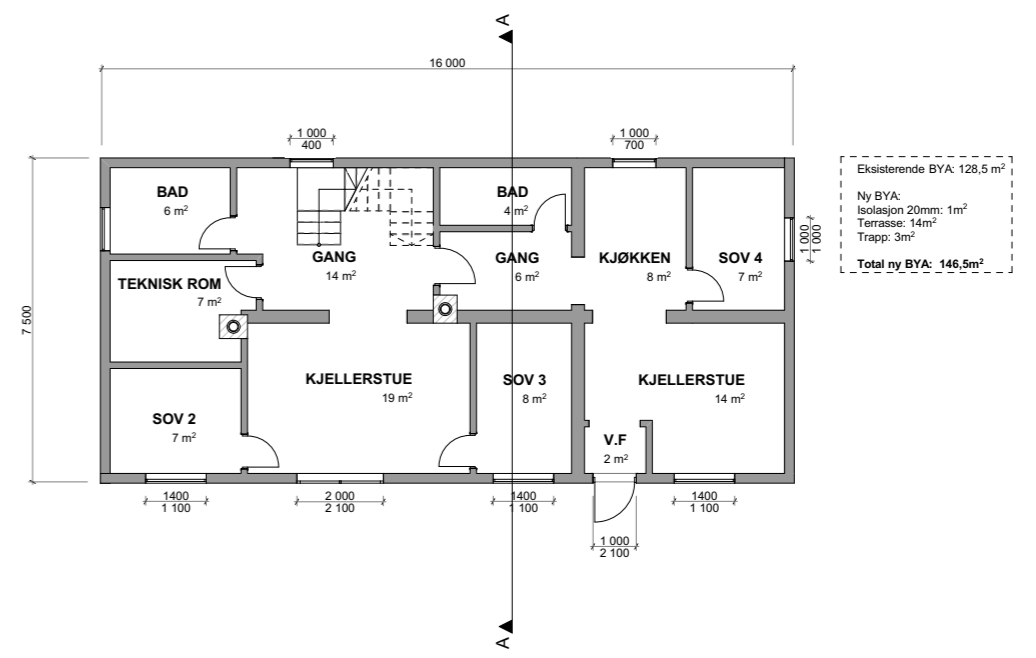 A
16 000
1 000
400
1 000
700
BAD
6 m²
BAD
4 m²
GANG
14 m²
GANG
6 m²
KJØKKEN
8 m²
SOV 4
7 m²
1 000
1 000
TEKNISK ROM
7 m²
7 500
KJELLERSTUE
19 m²
SOV 3
8 m²
KJELLERSTUE
14 m²
SOV 2
7 m²
V.F
2 m²
1400
1 100
2 000
2 100
1400
1 100
1400
1 100
1 000
2 100
A
Eksisterende BYA: 128,5 m²
Ny BYA:
Isolasjon 20mm: 1m²
Terrasse: 14m²
Trapp: 3m²
Total ny BYA: 146,5m²